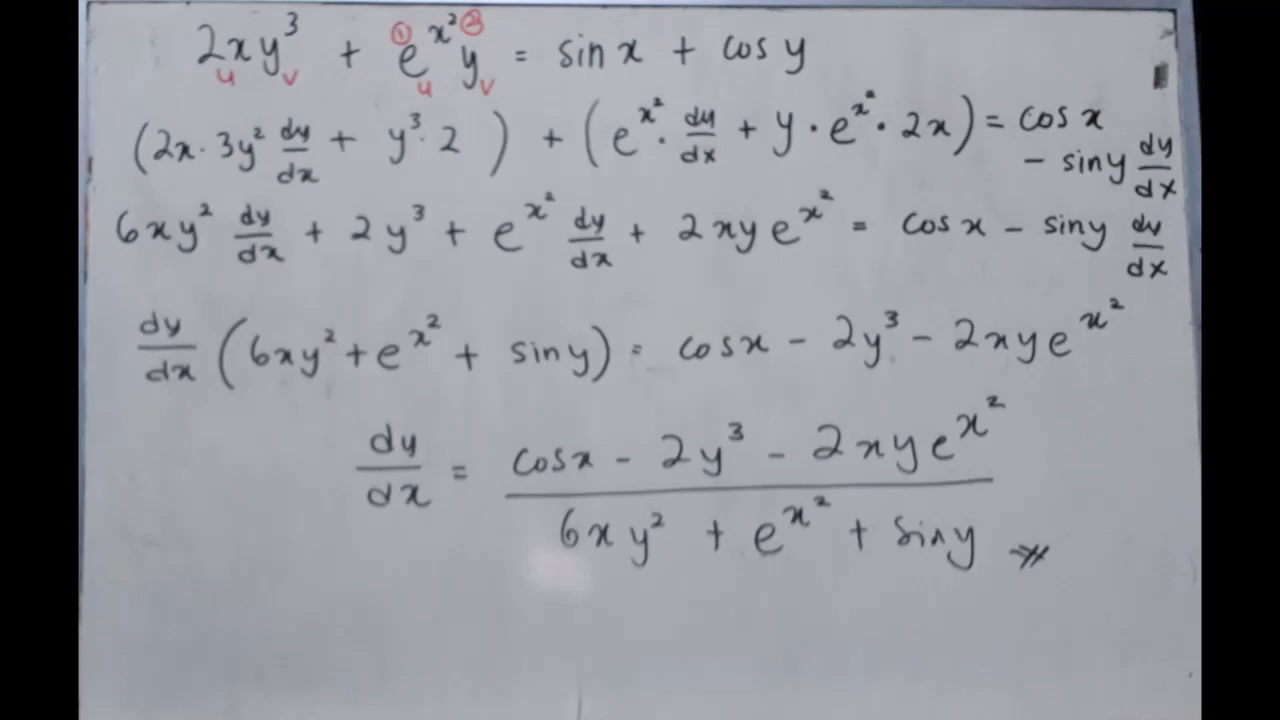 2xy³ + e^x² y = sin x + cos y
① ②
u v u v
(2x · 3y² dy/dx + y³ · 2) + (e^x² · dy/dx + y · e^x² · 2x) = cos x
- sin y dy/dx
6xy² dy/dx + 2y³ + e^x² dy/dx + 2xye^x² = cos x - sin y dy/dx
dy/dx (6xy² + e^x² + sin y) = cos x - 2y³ - 2xye^x²
dy/dx = (cos x - 2y³ - 2xye^x²)/(6xy² + e^x² + sin y)